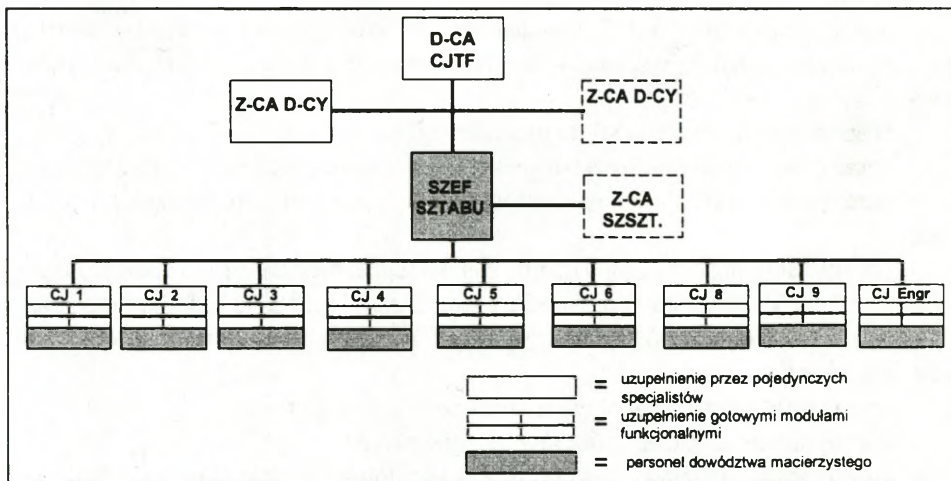 D-CA
CJTF
Z-CA D-CY
Z-CA D-CY
SZEF
SZTABU
Z-CA
SZSZT.
CJ 1
CJ 2
CJ 3
CJ 4
CJ 5
CJ 6
CJ 8
CJ 9
CJ Engr
= uzupełnienie przez pojedynczych
specjalistów
= uzupełnienie gotowymi modułami
funkcjonalnymi
= personel dowództwa macierzystego